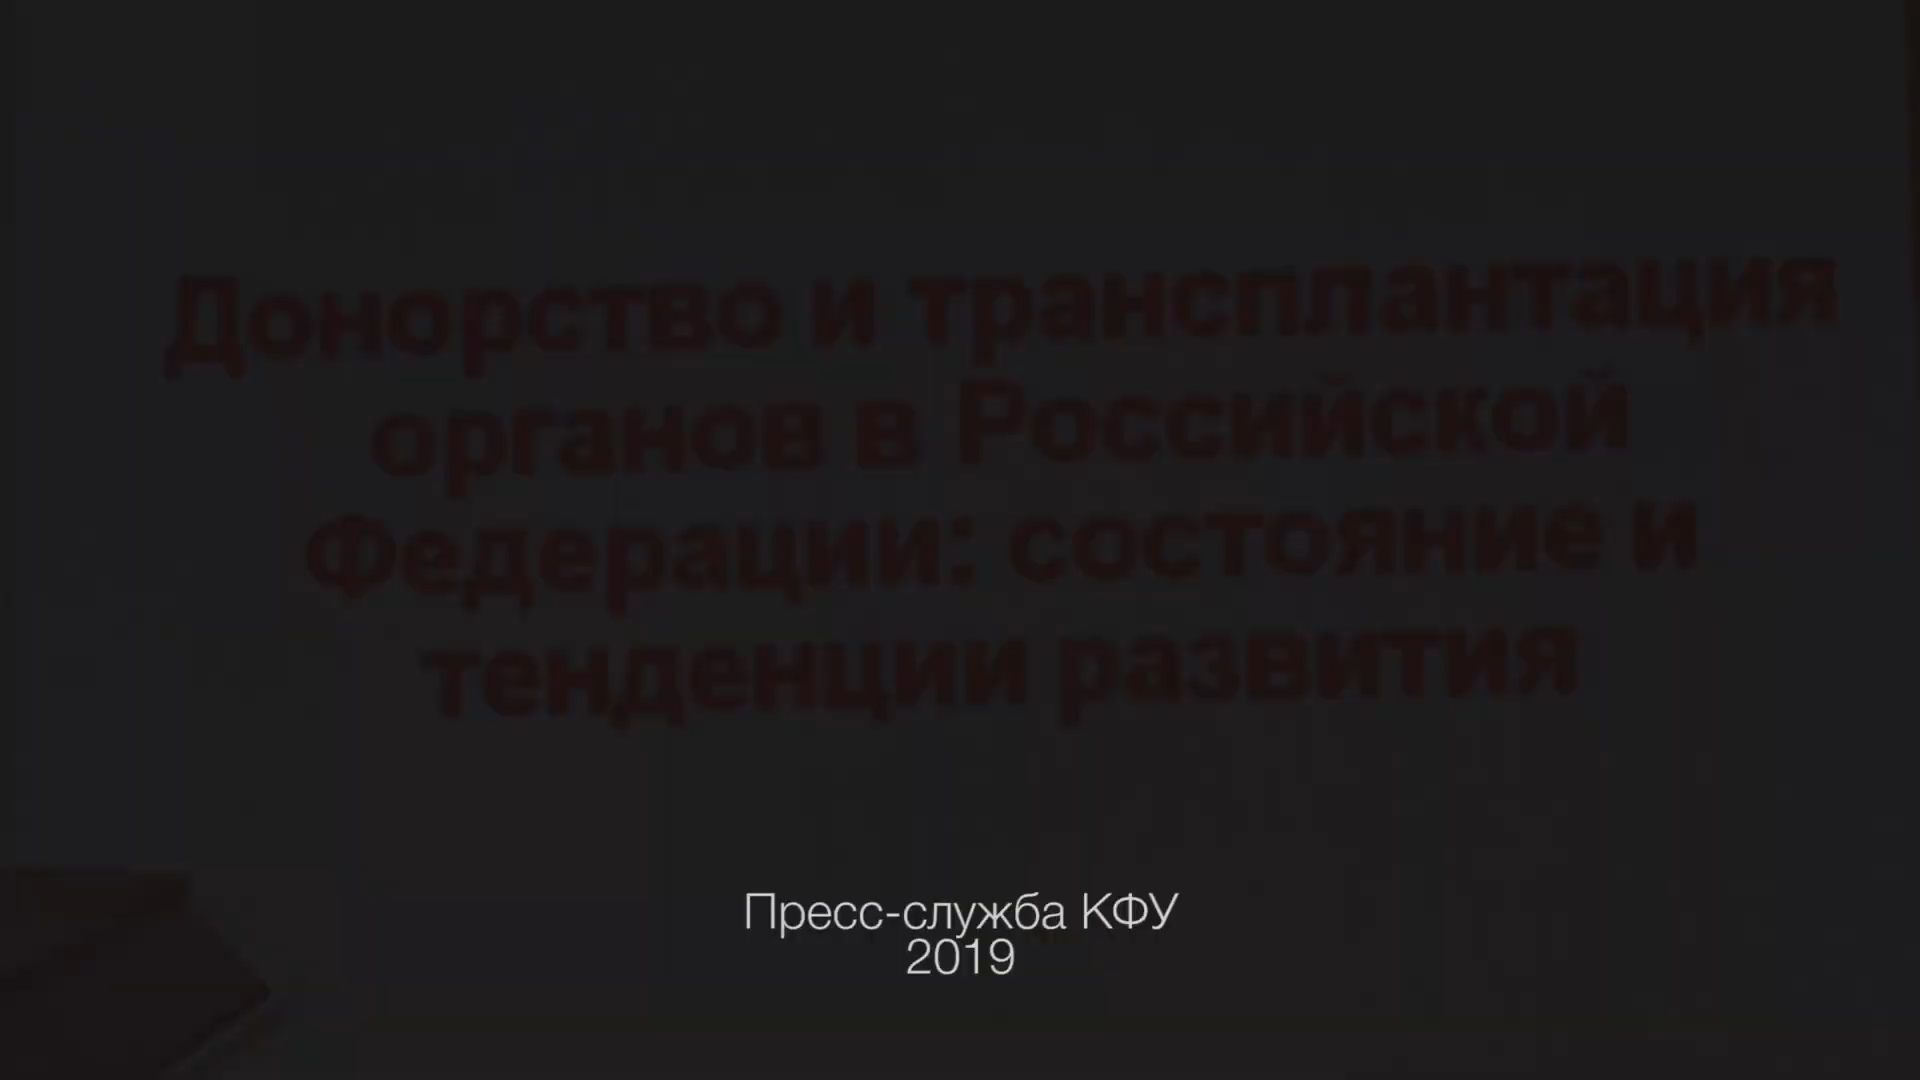 Донорство и трансплантация
органов в Российской
Федерации: состояние и
тенденции развития
Пресс-служба КФУ
2019